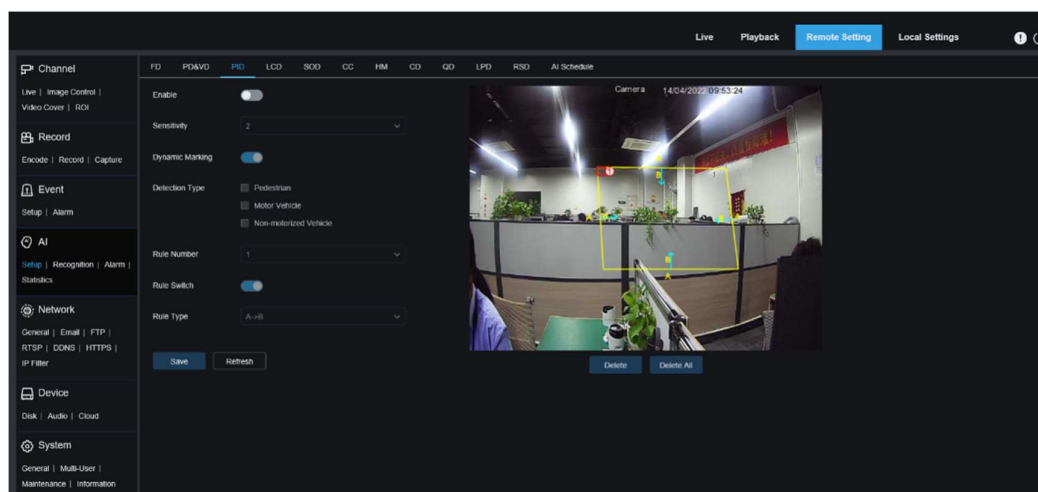 Live Playback Remote Setting Local Settings
Channel
Live | Image Control |
Video Cover | ROI
Record
Encode | Record | Capture
Event
Setup | Alarm
AI
Setup | Recognition | Alarm |
Statistics
Network
General | Email | FTP |
RTSP | DDNS | HTTPS |
IP Filter
Device
Disk | Audio | Cloud
System
General | Multi-User |
Maintenance | Information
FD PD&VD PID LCD SOD CC HM CD QD LPD RSD AI Schedule
Enable
Sensitivity 2
Dynamic Marking
Detection Type Pedestrian
Motor Vehicle
Non-motorized Vehicle
Rule Number 1
Rule Switch
Rule Type A->B
Save Refresh
Camera 14/04/2022 09:53:24
1
A
B
B
A
Delete Delete All